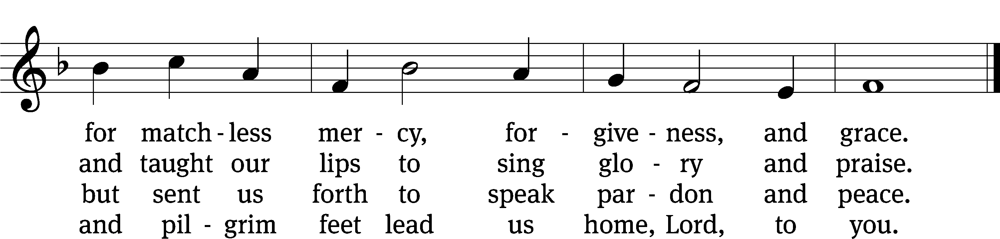 for match - less mer - cy, for - give - ness, and grace.
and taught our lips to sing glo - ry and praise.
but sent us forth to speak par - don and peace.
and pil - grim feet lead us home, Lord, to you.